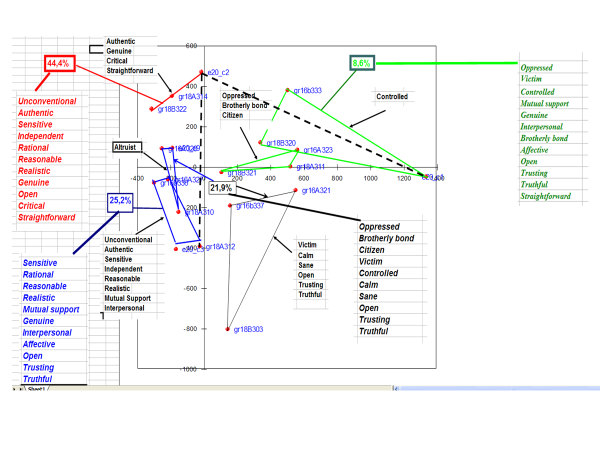 Authentic
Genuine
Critical
Straightforward
44,4%
8,6%
Unconventional
Authentic
Sensitive
Independent
Rational
Reasonable
Realistic
Genuine
Open
Critical
Straightforward
Oppressed
Victim
Controlled
Mutual support
Genuine
Interpersonal
Brotherly bond
Affective
Open
Trusting
Truthful
Straightforward
600
e20_c2
gr16b333
gr18A314
gr18B322
400
200
Oppressed
Brotherly bond
Citizen
Controlled
Altruist
gr18B320
gr16A323
gr18A311
gr18B321
-400
200
400
600
800
1000
1200
1400
21,9%
25,2%
gr18A310
gr16b337
gr16A321
-200
gr18A312
-600
-800
gr18B303
-1000
Unconventional
Authentic
Sensitive
Independent
Reasonable
Realistic
Mutual Support
Interpersonal
Victim
Calm
Sane
Open
Trusting
Truthful
Oppressed
Brotherly bond
Citizen
Victim
Controlled
Calm
Sane
Open
Trusting
Truthful
Sensitive
Rational
Reasonable
Realistic
Mutual support
Genuine
Interpersonal
Affective
Open
Trusting
Truthful
Sheet1